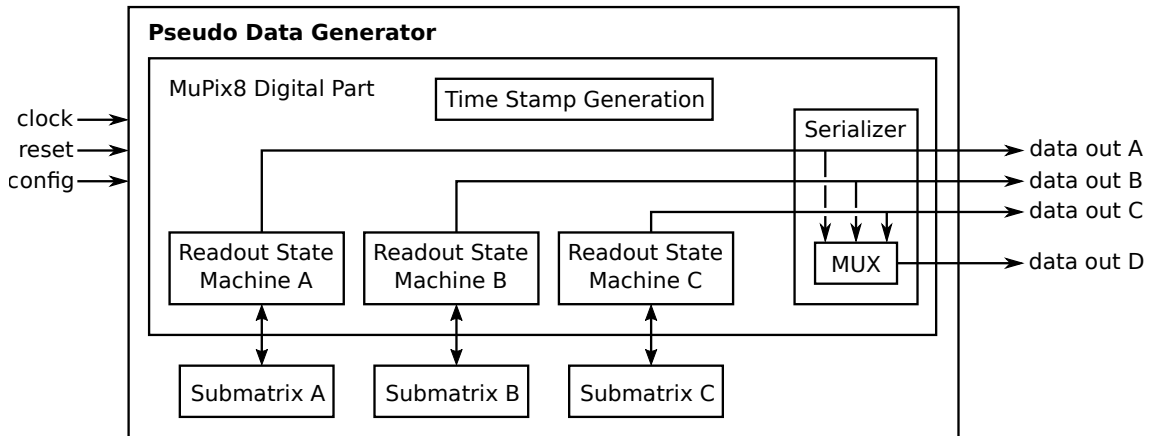 Pseudo Data Generator
MuPix8 Digital Part
Time Stamp Generation
clock
reset
config
Serializer
data out A
data out B
data out C
data out D
Readout State
Machine A
Readout State
Machine B
Readout State
Machine C
MUX
Submatrix A
Submatrix B
Submatrix C